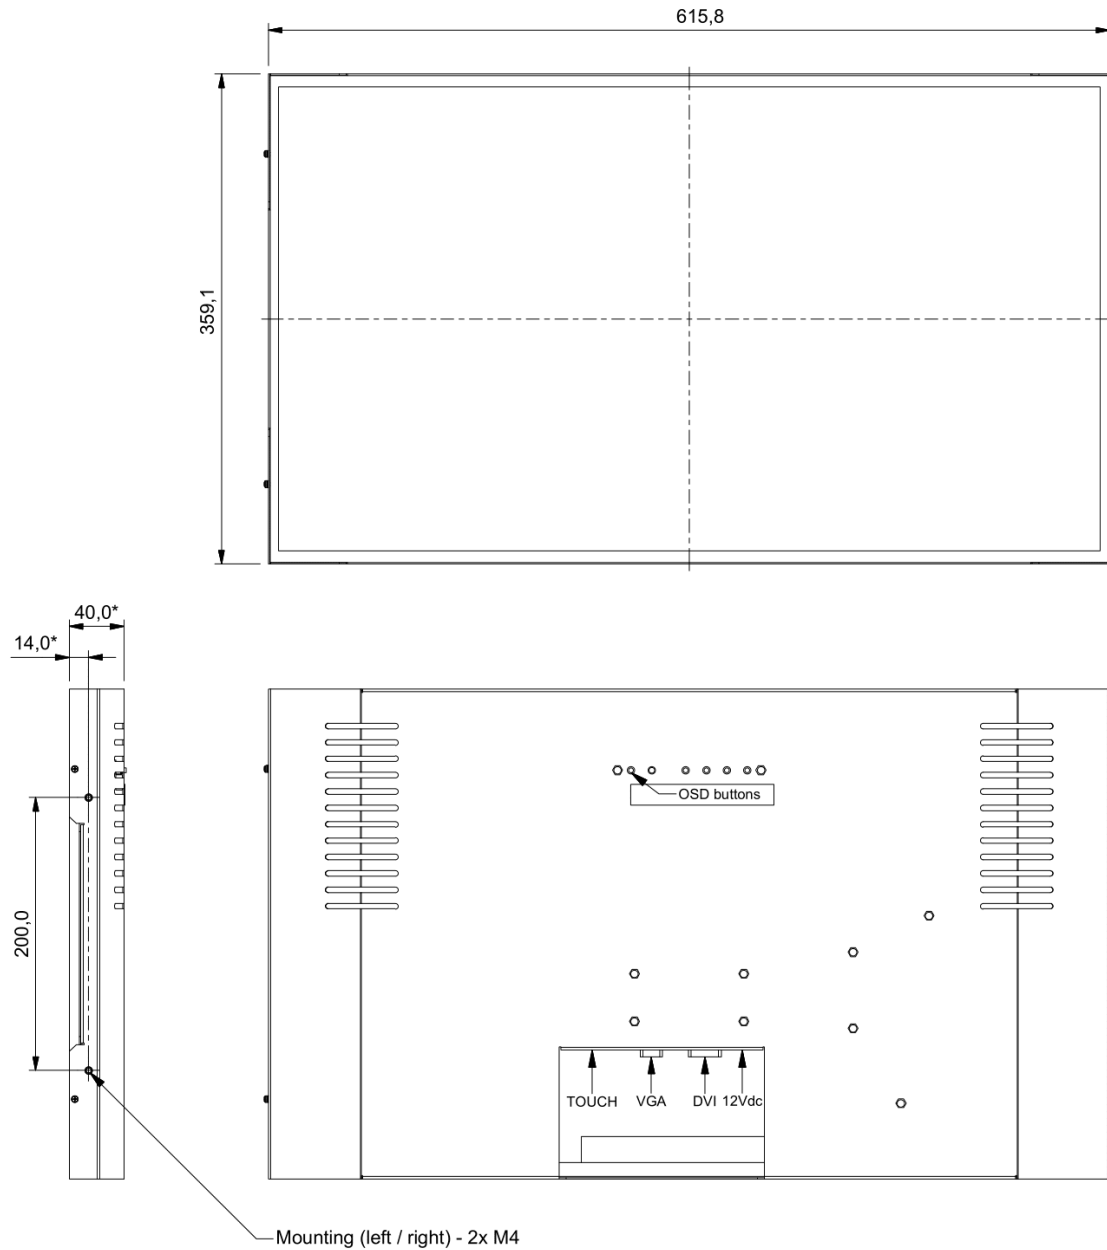 615,8
359,1
40,0*
14,0*
OSD buttons
200,0
TOUCH VGA DVI 12Vdc
Mounting (left / right) - 2x M4